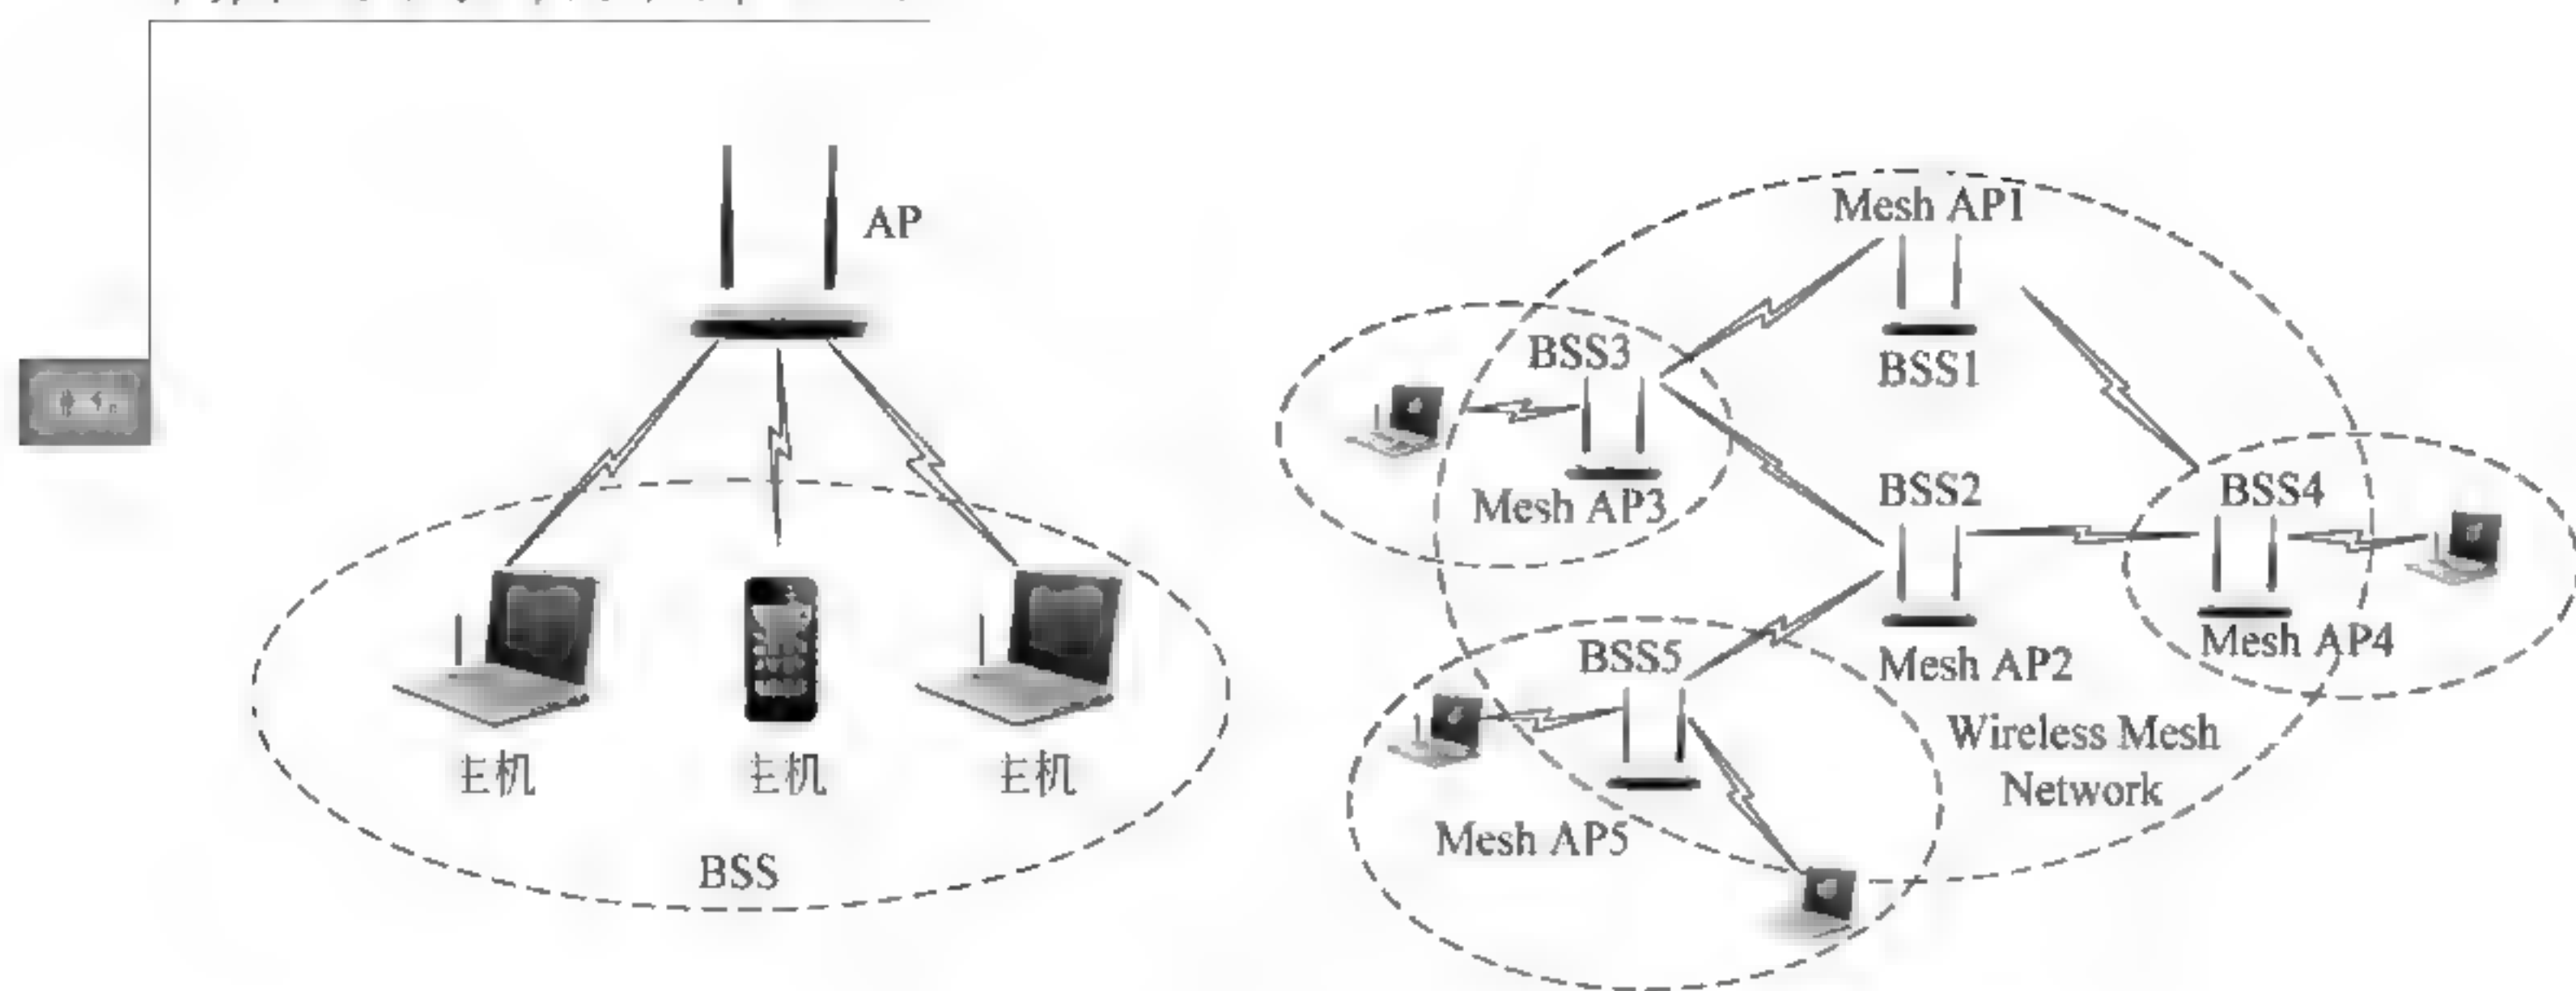 AP
主机
主机
主机
BSS
Mesh AP1
BSS1
BSS3
Mesh AP3
BSS2
Mesh AP2
BSS4
Mesh AP4
BSS5
Mesh AP5
Wireless Mesh
Network